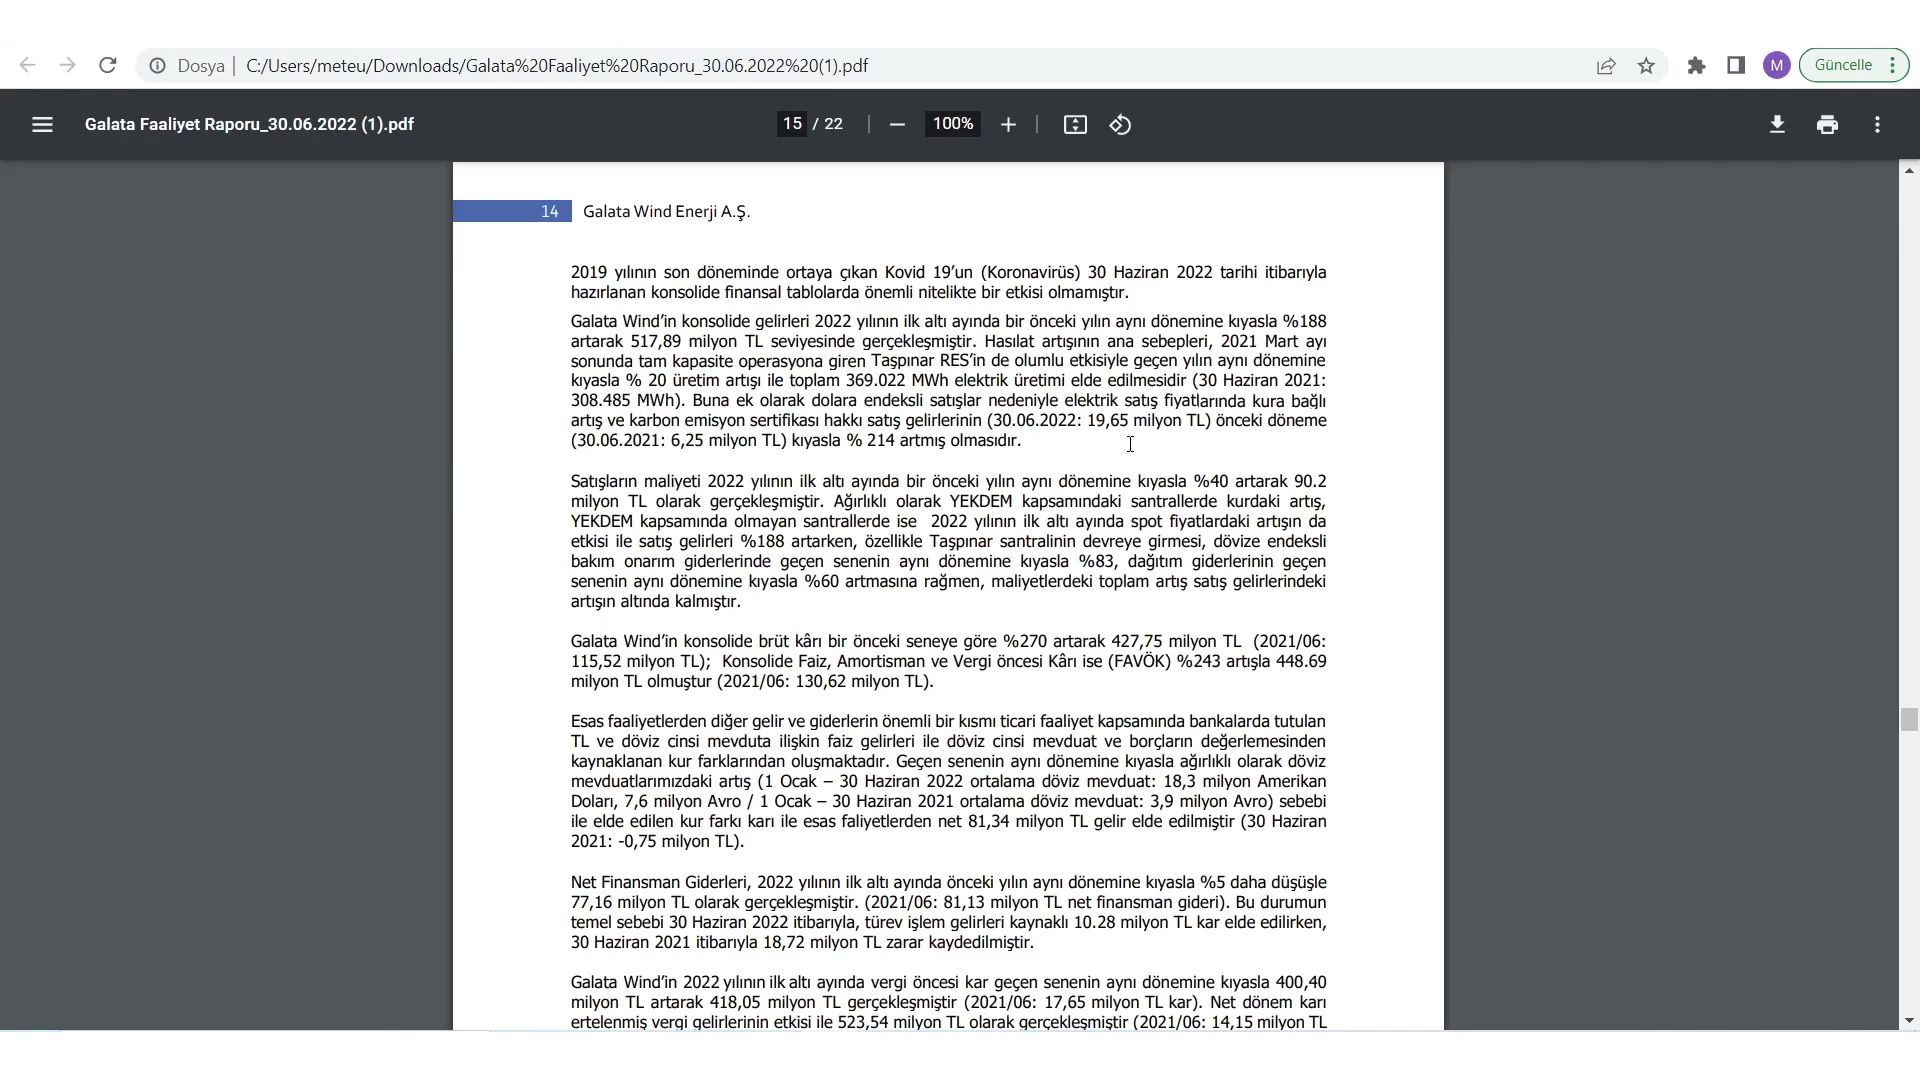 Dosya | C:/Users/meteu/Downloads/Galata%20Faaliyet%20Raporu_30.06.2022%20(1).pdf
M
Güncelle
Galata Faaliyet Raporu_30.06.2022 (1).pdf
15 / 22
100%
14 Galata Wind Enerji A.Ş.
2019 yılının son döneminde ortaya çıkan Kovid 19’un (Koronavirüs) 30 Haziran 2022 tarihi itibarıyla
hazırlanan konsolide finansal tablolarda önemli nitelikte bir etkisi olmamıştır.
Galata Wind’in konsolide gelirleri 2022 yılının ilk altı ayında bir önceki yılın aynı dönemine kıyasla %188
artarak 517,89 milyon TL seviyesinde gerçekleşmiştir. Hasılat artışının ana sebepleri, 2021 Mart ayı
sonunda tam kapasite operasyona giren Taşpınar RES’in de olumlu etkisiyle geçen yılın aynı dönemine
kıyasla % 20 üretim artışı ile toplam 369.022 MWh elektrik üretimi elde edilmesidir (30 Haziran 2021:
308.485 MWh). Buna ek olarak dolara endeksli satışlar nedeniyle elektrik satış fiyatlarında kura bağlı
artış ve karbon emisyon sertifikası hakkı satış gelirlerinin (30.06.2022: 19,65 milyon TL) önceki döneme
(30.06.2021: 6,25 milyon TL) kıyasla % 214 artmış olmasıdır.
Satışların maliyeti 2022 yılının ilk altı ayında bir önceki yılın aynı dönemine kıyasla %40 artarak 90.2
milyon TL olarak gerçekleşmiştir. Ağırlıklı olarak YEKDEM kapsamındaki santrallerde kurdaki artış,
YEKDEM kapsamında olmayan santrallerde ise 2022 yılının ilk altı ayında spot fiyatlardaki artışın da
etkisi ile satış gelirleri %188 artarken, özellikle Taşpınar santralinin devreye girmesi, dövize endeksli
bakım onarım giderlerinde geçen senenin aynı dönemine kıyasla %83, dağıtım giderlerinin geçen
senenin aynı dönemine kıyasla %60 artmasına rağmen, maliyetlerdeki toplam artış satış gelirlerindeki
artışın altında kalmıştır.
Galata Wind’in konsolide brüt kârı bir önceki seneye göre %270 artarak 427,75 milyon TL (2021/06:
115,52 milyon TL); Konsolide Faiz, Amortisman ve Vergi öncesi Kârı ise (FAVÖK) %243 artışla 448.69
milyon TL olmuştur (2021/06: 130,62 milyon TL).
Esas faaliyetlerden diğer gelir ve giderlerin önemli bir kısmı ticari faaliyet kapsamında bankalarda tutulan
TL ve döviz cinsi mevduta ilişkin faiz gelirleri ile döviz cinsi mevduat ve borçların değerlemesinden
kaynaklanan kur farklarından oluşmaktadır. Geçen senenin aynı dönemine kıyasla ağırlıklı olarak döviz
mevduatlarımızdaki artış (1 Ocak – 30 Haziran 2022 ortalama döviz mevduat: 18,3 milyon Amerikan
Doları, 7,6 milyon Avro / 1 Ocak – 30 Haziran 2021 ortalama döviz mevduat: 3,9 milyon Avro) sebebi
ile elde edilen kur farkı karı ile esas faliyetlerden net 81,34 milyon TL gelir elde edilmiştir (30 Haziran
2021: -0,75 milyon TL).
Net Finansman Giderleri, 2022 yılının ilk altı ayında önceki yılın aynı dönemine kıyasla %5 daha düşüşle
77,16 milyon TL olarak gerçekleşmiştir. (2021/06: 81,13 milyon TL net finansman gideri). Bu durumun
temel sebebi 30 Haziran 2022 itibarıyla, türev işlem gelirleri kaynaklı 10.28 milyon TL kar elde edilirken,
30 Haziran 2021 itibarıyla 18,72 milyon TL zarar kaydedilmiştir.
Galata Wind’in 2022 yılının ilk altı ayında vergi öncesi kar geçen senenin aynı dönemine kıyasla 400,40
milyon TL artarak 418,05 milyon TL gerçekleşmiştir (2021/06: 17,65 milyon TL kar). Net dönem karı
ertelenmiş vergi gelirlerinin etkisi ile 523,54 milyon TL olarak gerçekleşmiştir (2021/06: 14,15 milyon TL